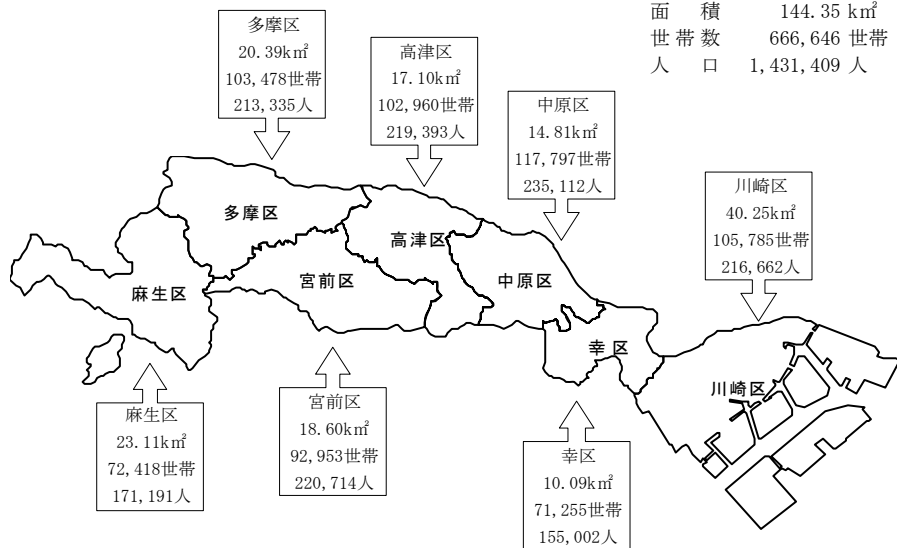 面積 144.35 km²
世帯数 666,646 世帯
人口 1,431,409 人
多摩区
20.39k㎡
103,478世帯
213,335人
高津区
17.10k㎡
102,960世帯
219,393人
中原区
14.81k㎡
117,797世帯
235,112人
川崎区
40.25k㎡
105,785世帯
216,662人
多摩区
高津区
中原区
宮前区
麻生区
幸区
川崎区
麻生区
23.11k㎡
72,418世帯
171,191人
宮前区
18.60k㎡
92,953世帯
220,714人
幸区
10.09k㎡
71,255世帯
155,002人